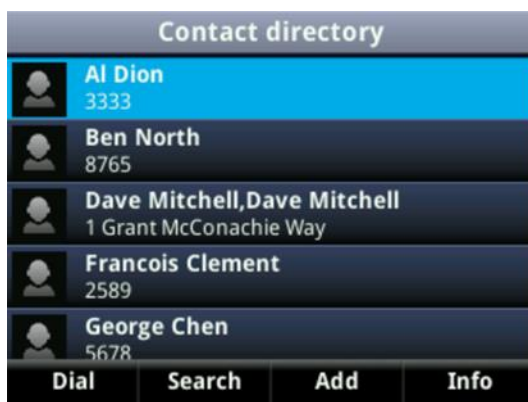 Contact directory
Al Dion
3333
Ben North
8765
Dave Mitchell,Dave Mitchell
1 Grant McConachie Way
Francois Clement
2589
George Chen
5678
Dial Search Add Info